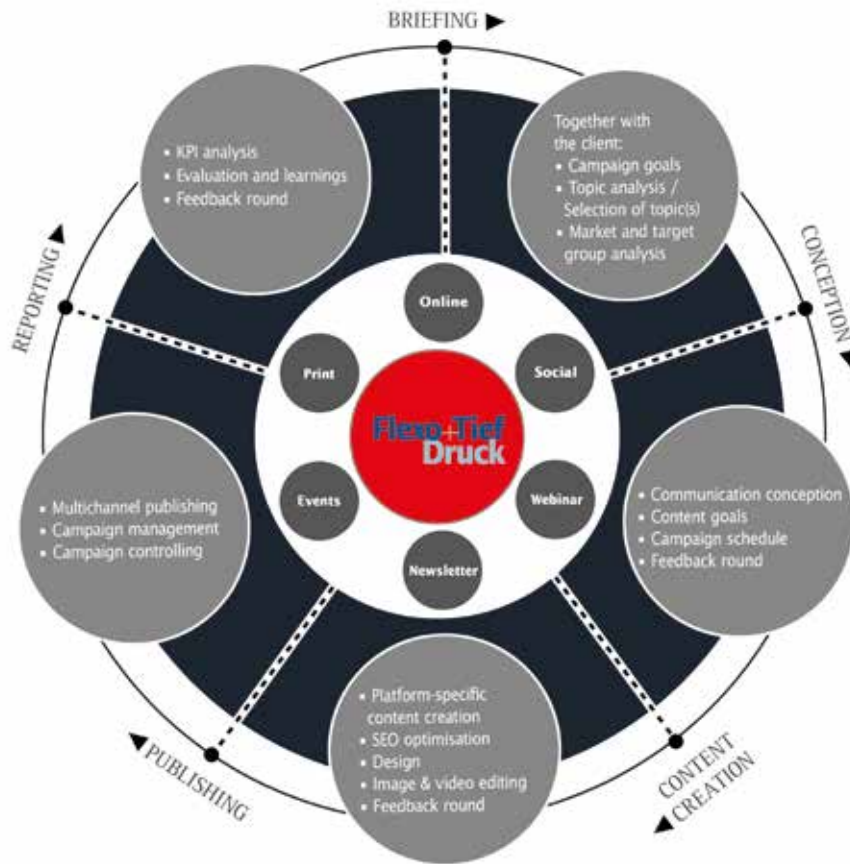 BRIEFING ▶
Together with
the client:
▪ Campaign goals
▪ Topic analysis /
Selection of topic(s)
▪ Market and target
group analysis
CONCEPTION ▶
▪ Communication conception
▪ Content goals
▪ Campaign schedule
▪ Feedback round
CONTENT
CREATION ▶
▪ Platform-specific
content creation
▪ SEO optimisation
▪ Design
▪ Image & video editing
▪ Feedback round
PUBLISHING ▶
▪ Multichannel publishing
▪ Campaign management
▪ Campaign controlling
REPORTING ▶
▪ KPI analysis
▪ Evaluation and learnings
▪ Feedback round
Online
Social
Webinar
Newsletter
Events
Print
Flexo+Tief
Druck